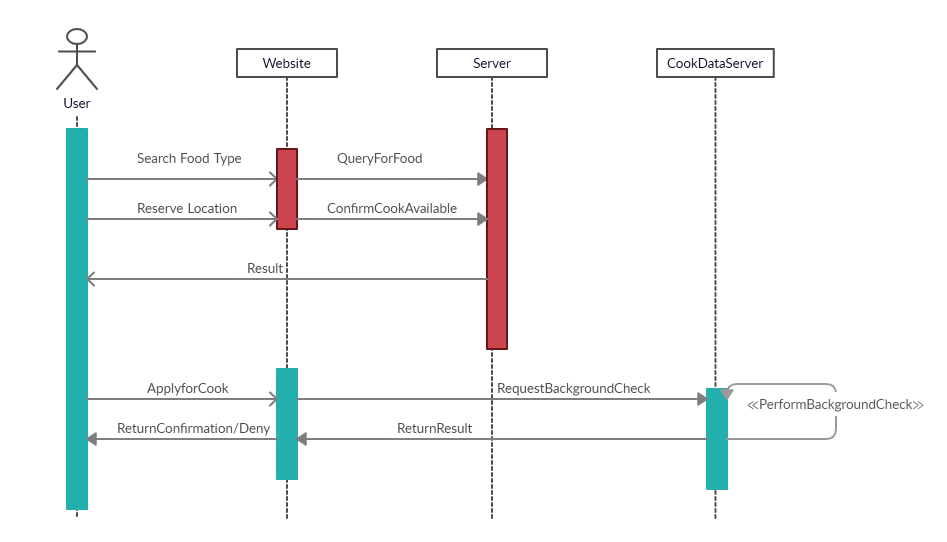 User
Website
Server
CookDataServer
Search Food Type
QueryForFood
Reserve Location
ConfirmCookAvailable
Result
ApplyforCook
RequestBackgroundCheck
≪PerformBackgroundCheck≫
ReturnConfirmation/Deny
ReturnResult